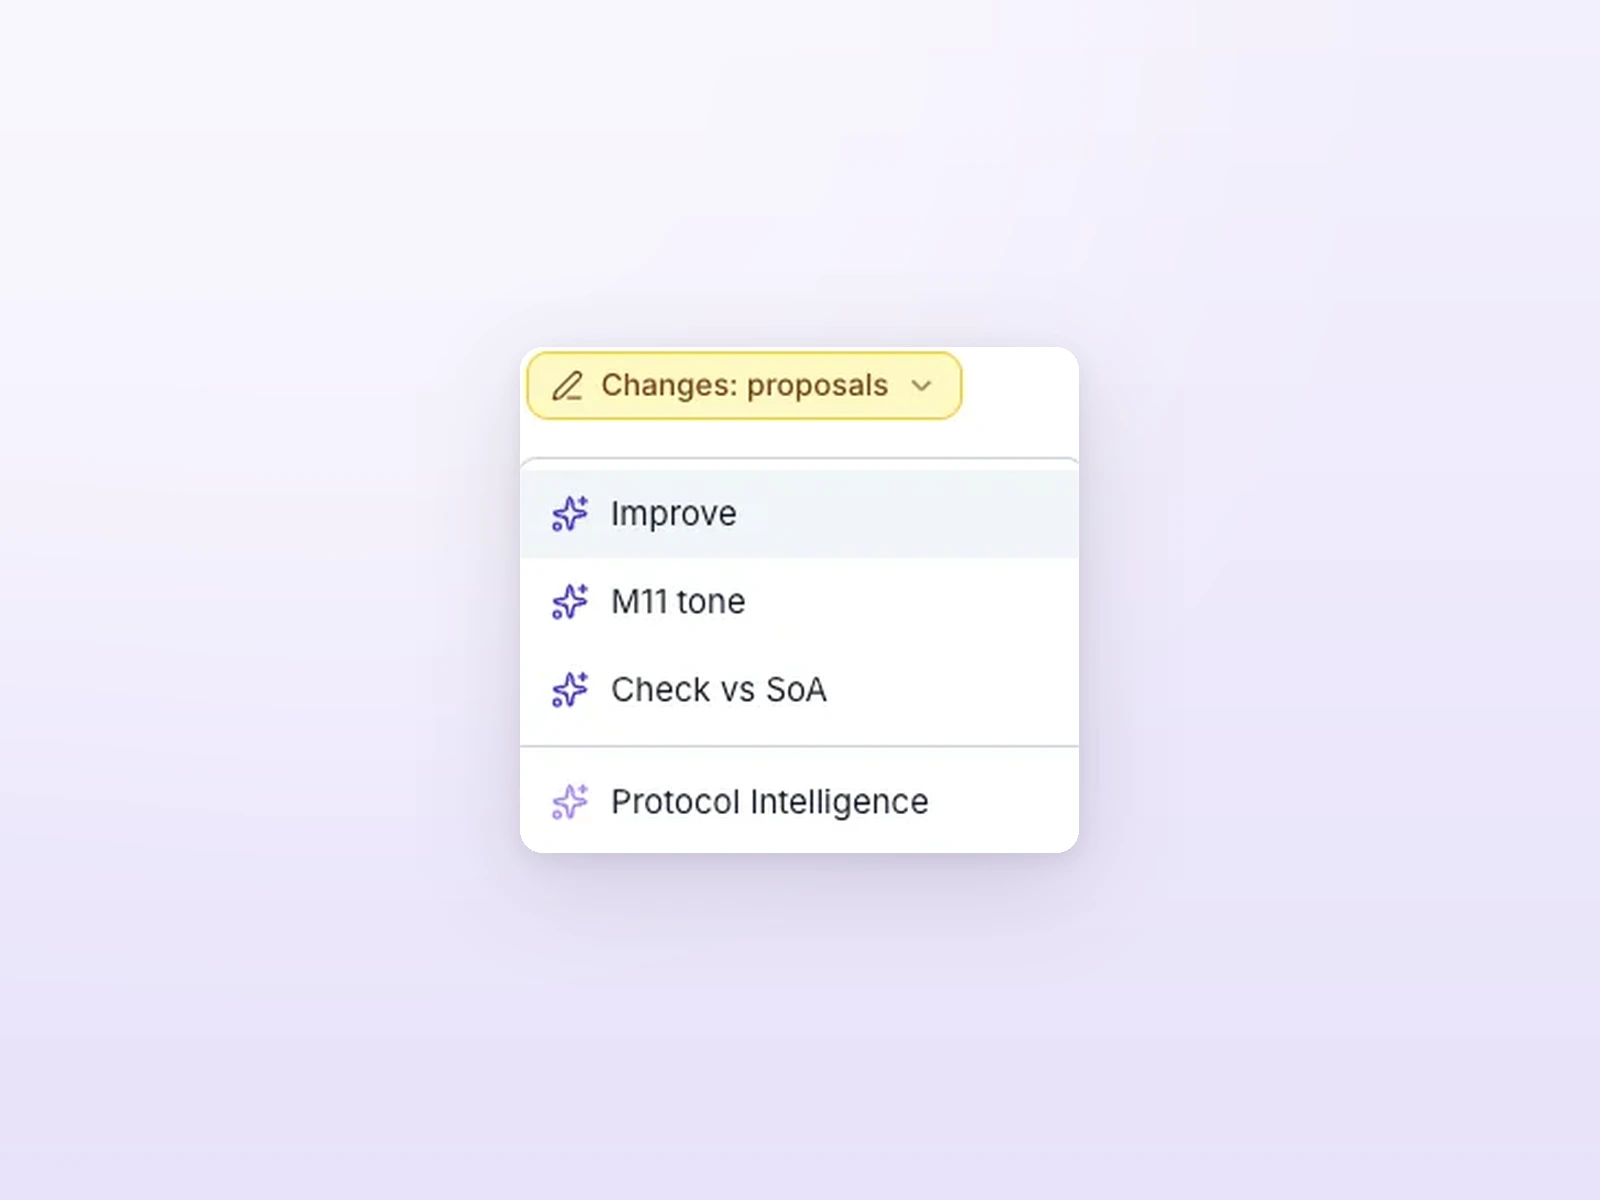 Changes: proposals
Improve
M11 tone
Check vs SoA
Protocol Intelligence